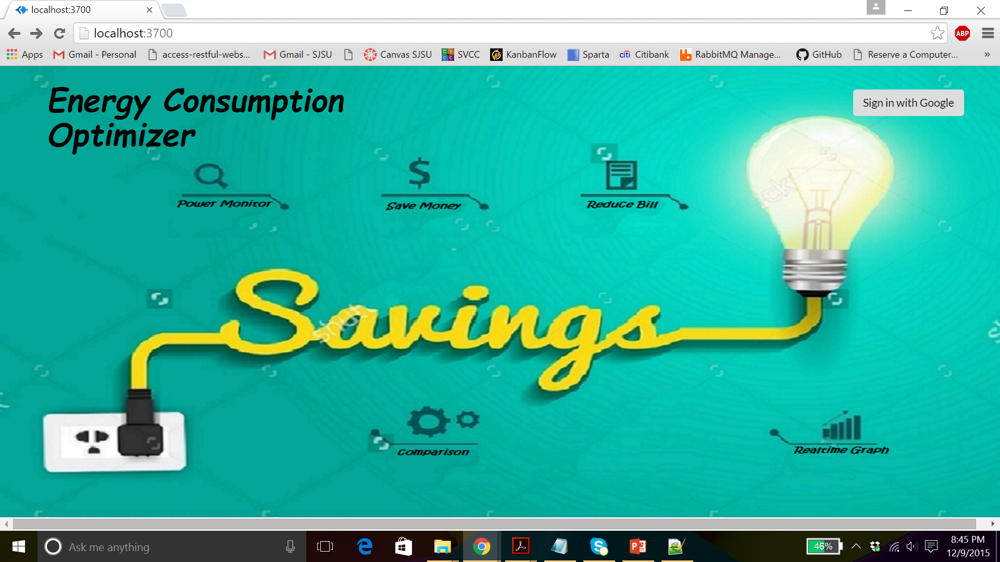 localhost:3700
localhost:3700
ABP
Apps
Gmail - Personal
access-restful-webs...
Gmail - SJSU
Canvas SJSU
SVCC
KanbanFlow
Sparta
citi
Citibank
RabbitMQ Manage...
GitHub
Reserve a Computer...
»
Energy Consumption
Optimizer
Sign in with Google
$
Power Monitor
Save Money
Reduce Bill
Savings
shut
ck
Comparison
Realtime Graph
Ask me anything
46%
8:45 PM
12/9/2015